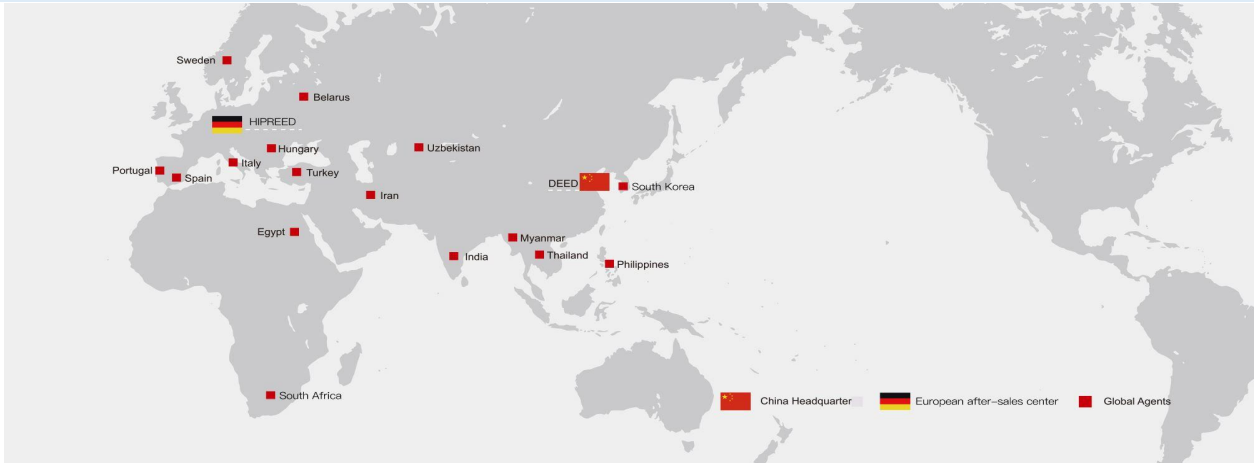 Sweden
Belarus
HIPREED
Hungary
Uzbekistan
Italy
Portugal
Spain
Turkey
DEED
South Korea
Iran
Egypt
Myanmar
India
Thailand
Philippines
South Africa
China Headquarter
European after-sales center
Global Agents